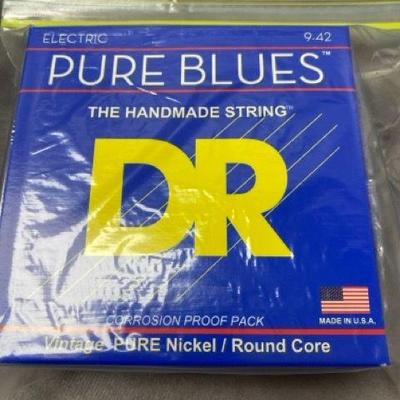 ELECTRIC 9-42
PURE BLUES™
THE HANDMADE STRING™
DR
MADE IN U.S.A.
CORROSION PROOF PACK
Vintage PURE Nickel / Round Core